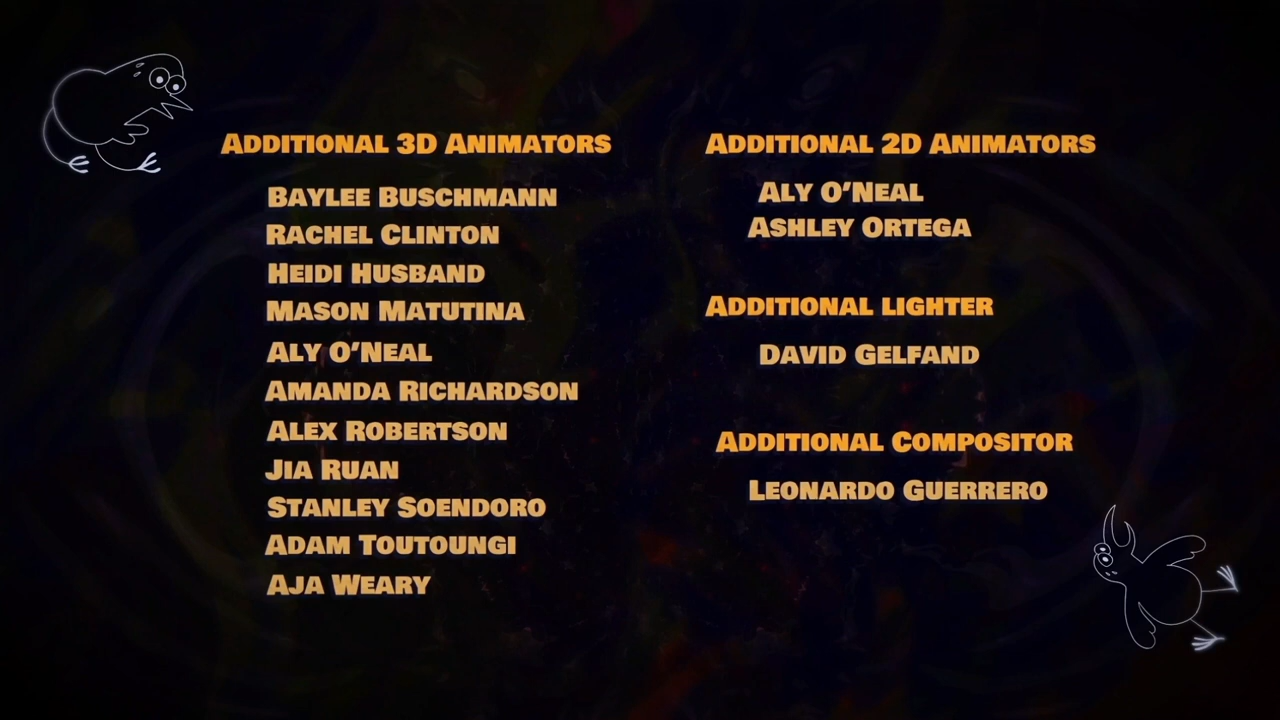 Additional 3D Animators
Baylee Buschmann
Rachel Clinton
Heidi Husband
Mason Matutina
Aly O'Neal
Amanda Richardson
Alex Robertson
Jia Ruan
Stanley Soendoro
Adam Toutoungi
Aja Weary
Additional 2D Animators
Aly O'Neal
Ashley Ortega
Additional lighter
David Gelfand
Additional Compositor
Leonardo Guerrero